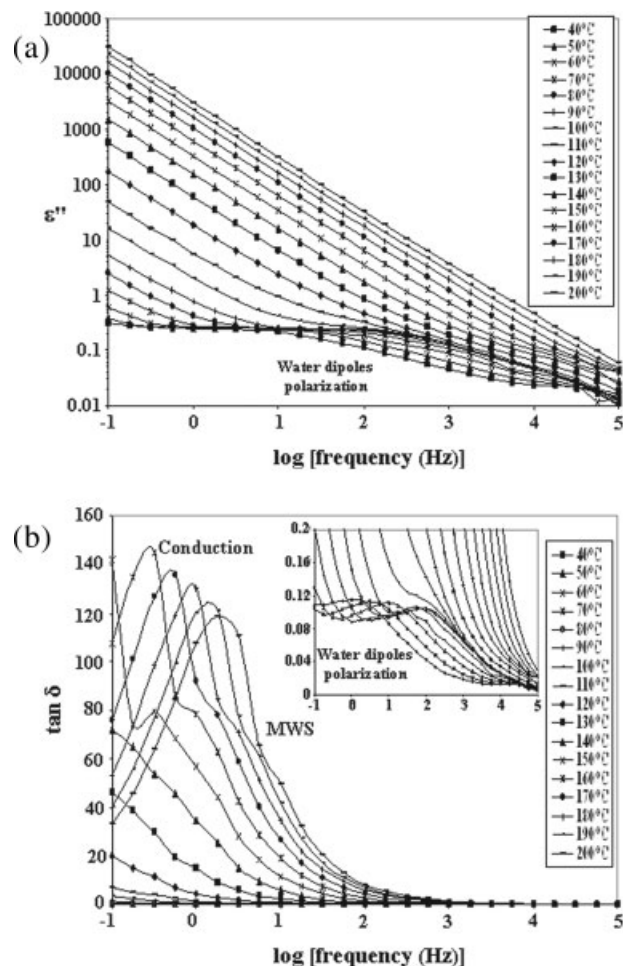 (a)
100000
10000
1000
100
10
1
0.1
0.01
ε"
-1 0 1 2 3 4 5
log [frequency (Hz)]
Water dipoles
polarization
40°C
50°C
60°C
70°C
80°C
90°C
100°C
110°C
120°C
130°C
140°C
150°C
160°C
170°C
180°C
190°C
200°C
(b)
160
140
120
100
80
60
40
20
0
tan δ
-1 0 1 2 3 4 5
log [frequency (Hz)]
Conduction
MWS
0.2
0.16
0.12
0.08
0.04
0
-1 0 1 2 3 4 5
Water dipoles
polarization
40°C
50°C
60°C
70°C
80°C
90°C
100°C
110°C
120°C
130°C
140°C
150°C
160°C
170°C
180°C
190°C
200°C